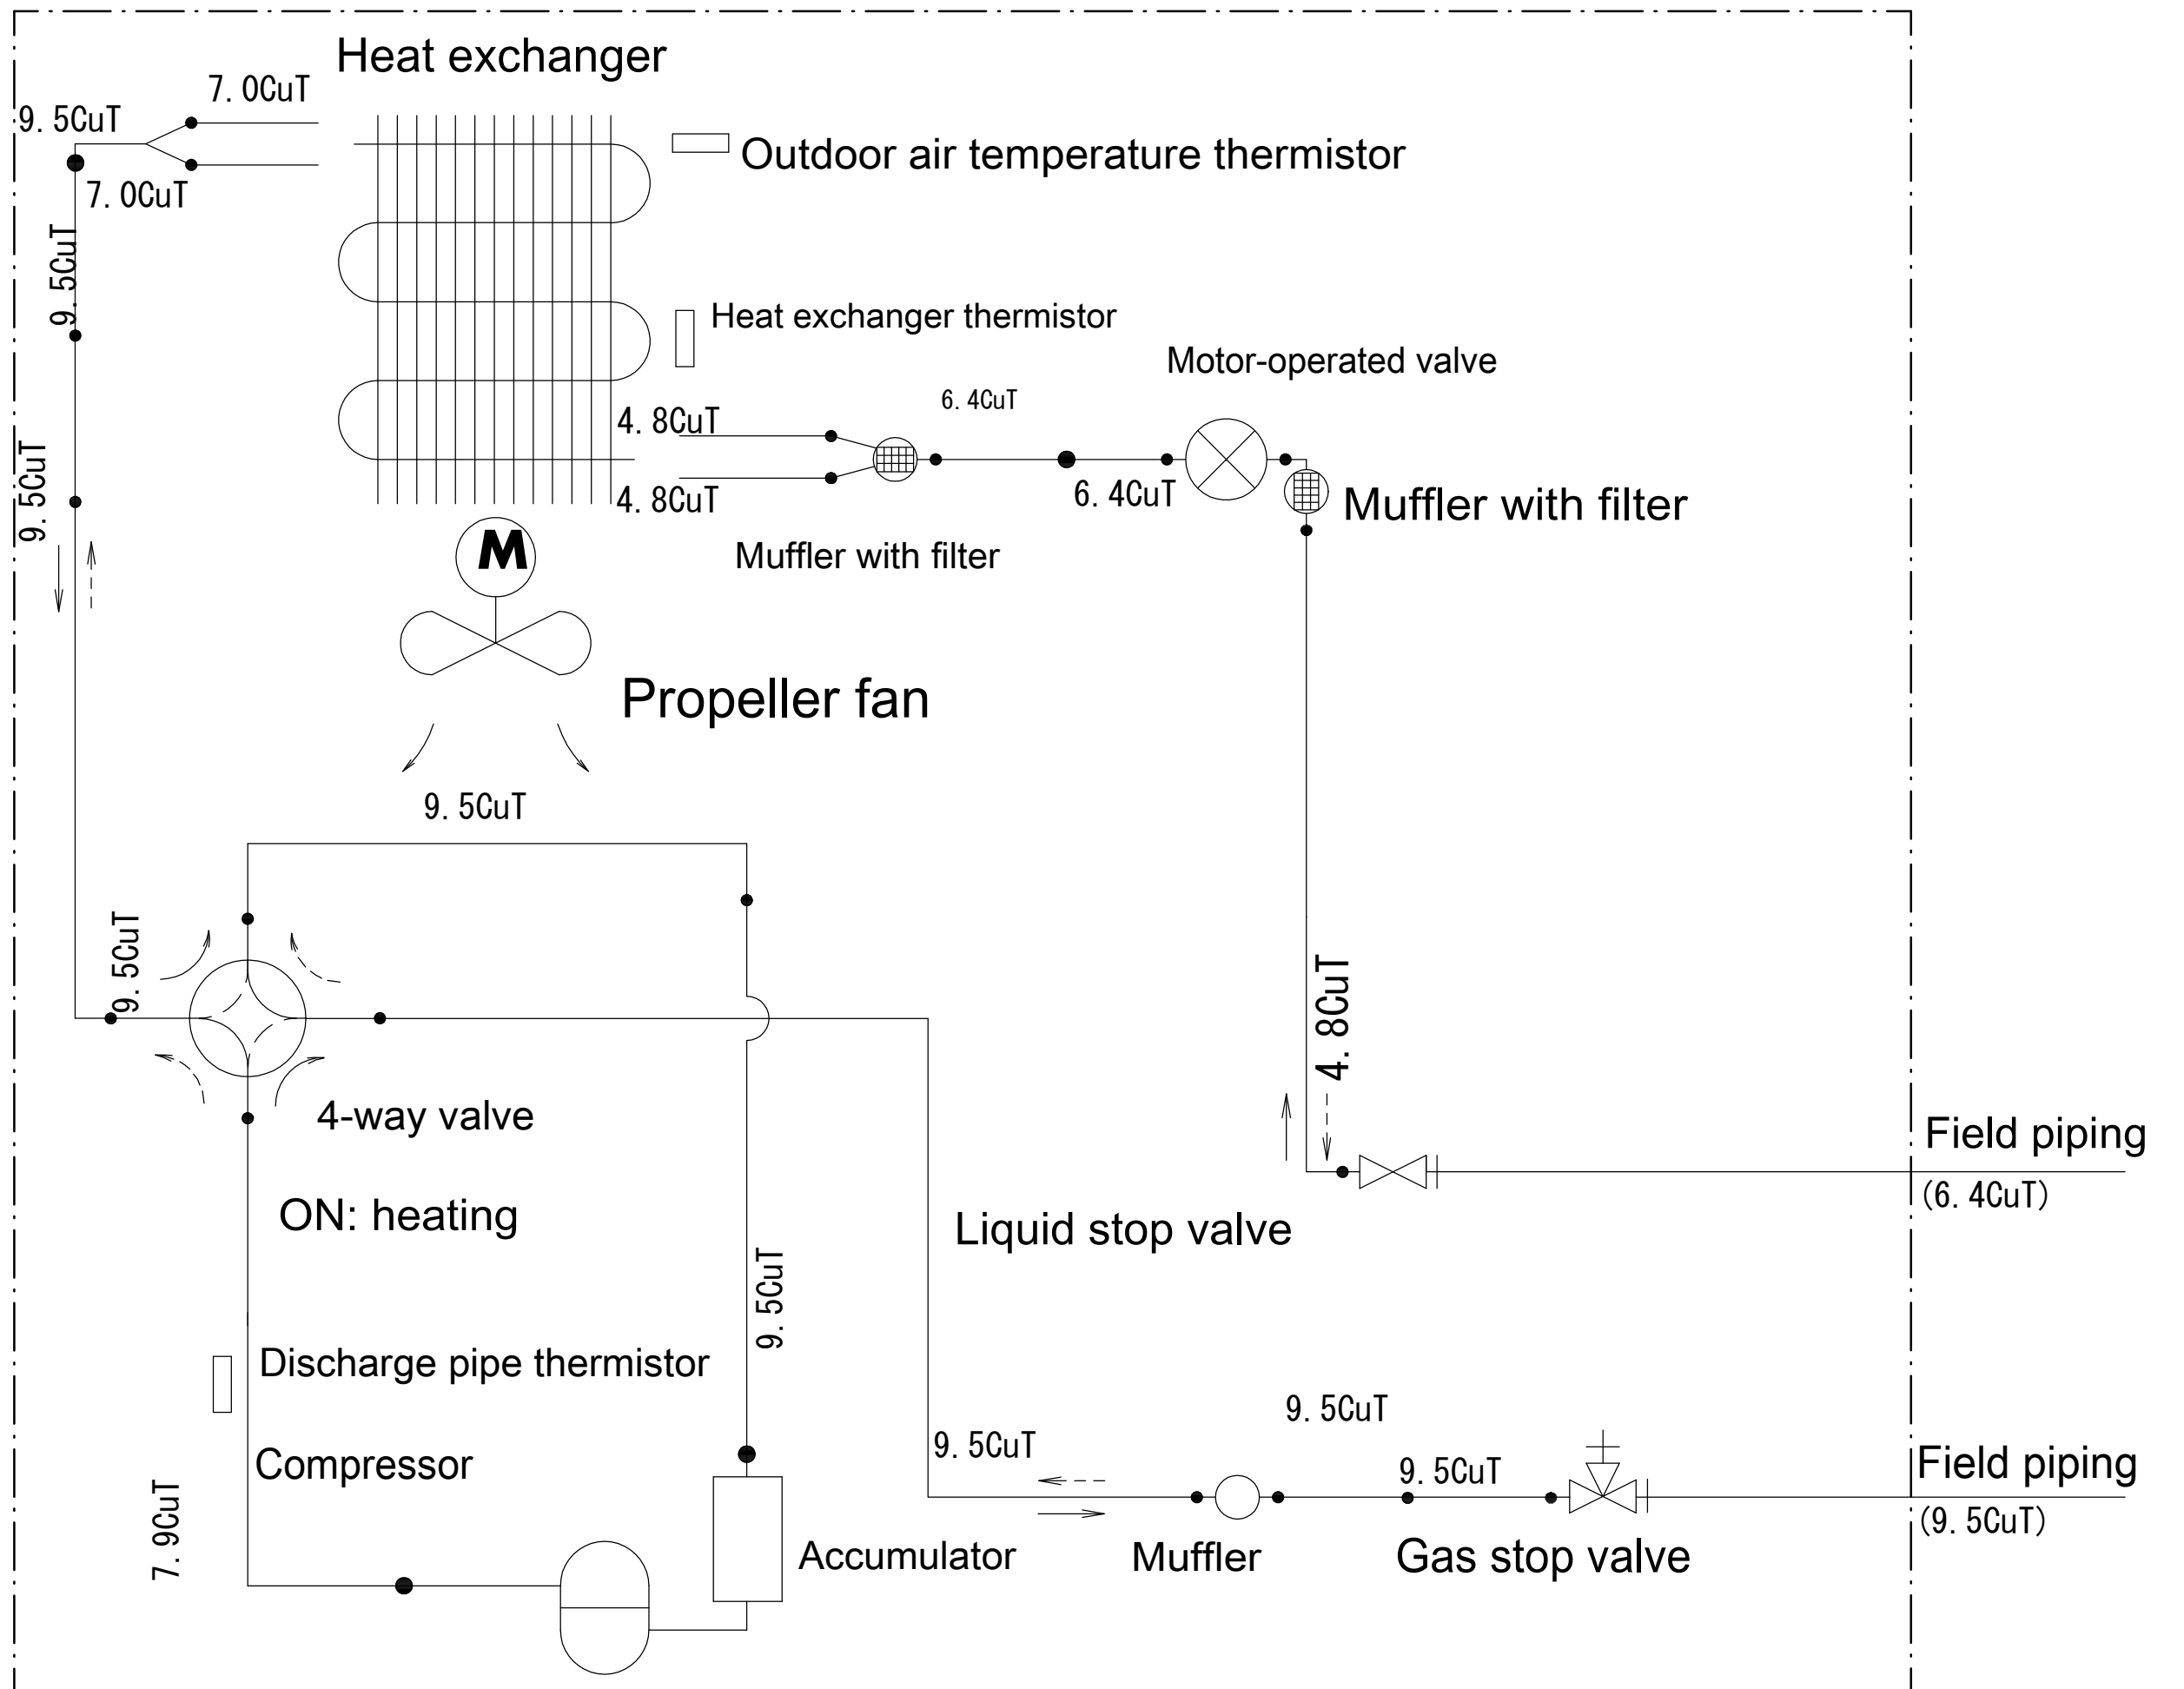 Heat exchanger
7.0CuT
9.5CuT
Outdoor air temperature thermistor
7.0CuT
9.5CuT
Heat exchanger thermistor
Motor-operated valve
6.4CuT
4.8CuT
9.5CuT
4.8CuT
6.4CuT
Muffler with filter
M
Muffler with filter
Propeller fan
9.5CuT
9.5CuT
4.8CuT
4-way valve
Field piping
(6.4CuT)
ON: heating
Liquid stop valve
9.5CuT
Discharge pipe thermistor
9.5CuT
9.5CuT
Compressor
9.5CuT
Field piping
(9.5CuT)
7.9CuT
Accumulator
Muffler
Gas stop valve